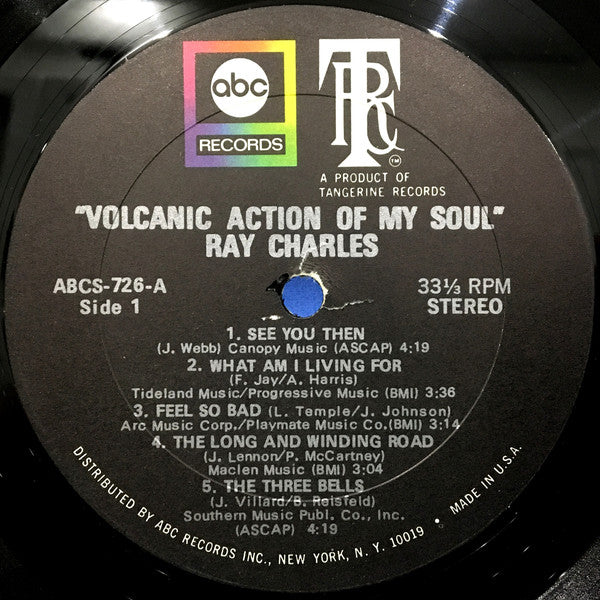 abc
RECORDS
TRC
™
A PRODUCT OF
TANGERINE RECORDS
"VOLCANIC ACTION OF MY SOUL"
RAY CHARLES
ABCS-726-A
Side 1
33⅓ RPM
STEREO
1. SEE YOU THEN
(J. Webb) Canopy Music (ASCAP) 4:19
2. WHAT AM I LIVING FOR
(F. Jay/A. Harris)
Tideland Music/Progressive Music (BMI) 3:36
3. FEEL SO BAD (L. Temple/J. Johnson)
Arc Music Corp./Playmate Music Co.(BMI) 3:14
4. THE LONG AND WINDING ROAD
(J. Lennon/P. McCartney)
Maclen Music (BMI) 3:04
5. THE THREE BELLS
(J. Villard/B. Reisfeld)
Southern Music Publ. Co., Inc.
(ASCAP) 4:19
DISTRIBUTED BY ABC RECORDS INC., NEW YORK, N. Y. 10019 • MADE IN U.S.A.